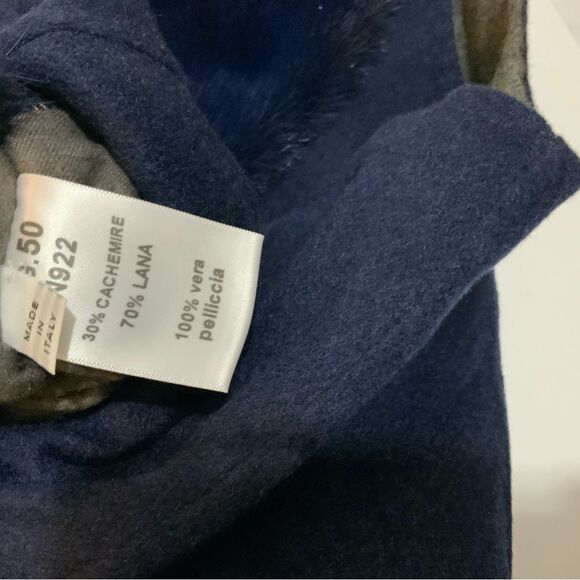 .50
N922
30% CACHEMIRE
70% LANA
100% vera
pelliccia
MADE
IN
ITALY